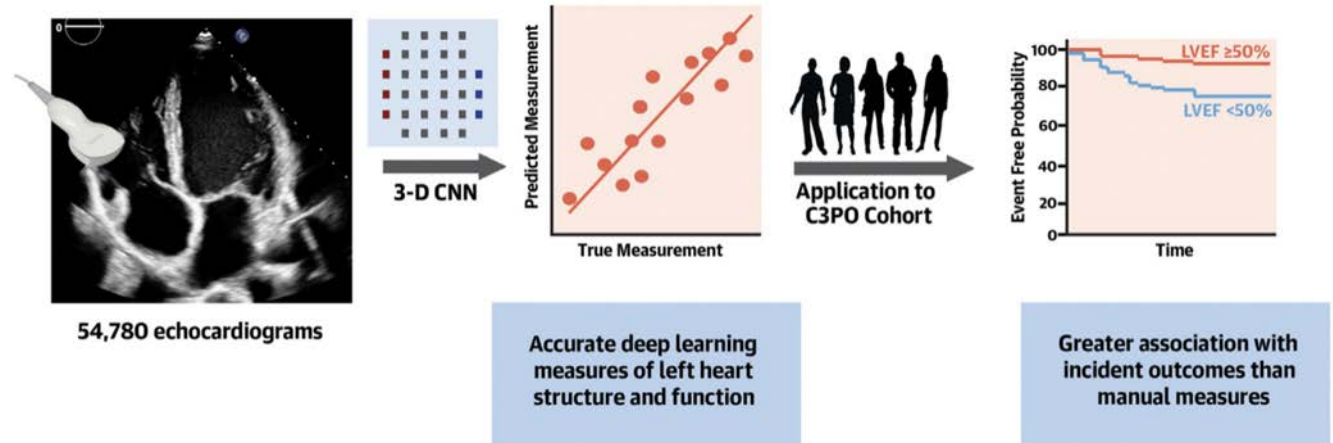 0
54,780 echocardiograms
3-D CNN
Predicted Measurement
True Measurement
Application to
C3PO Cohort
Event Free Probability
100
80
60
40
20
0
LVEF ≥50%
LVEF <50%
Time
Accurate deep learning
measures of left heart
structure and function
Greater association with
incident outcomes than
manual measures